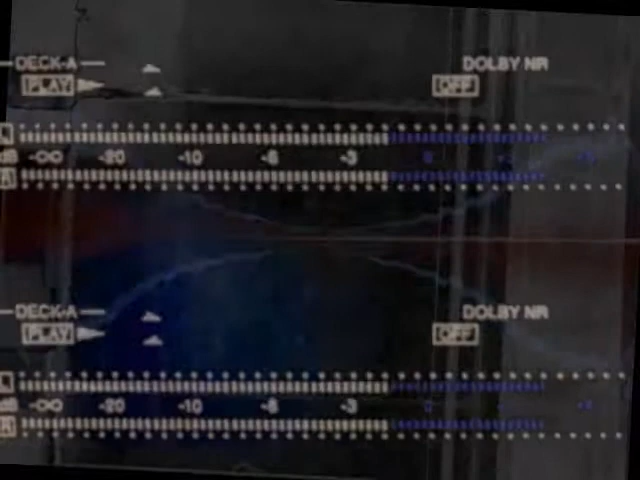 DECK-A DOLBY NR
PLAY OFF
L
dB -∞ -20 -10 -6 -3 0
R
DECK-A DOLBY NR
PLAY OFF
L
dB -∞ -20 -10 -6 -3 0
R